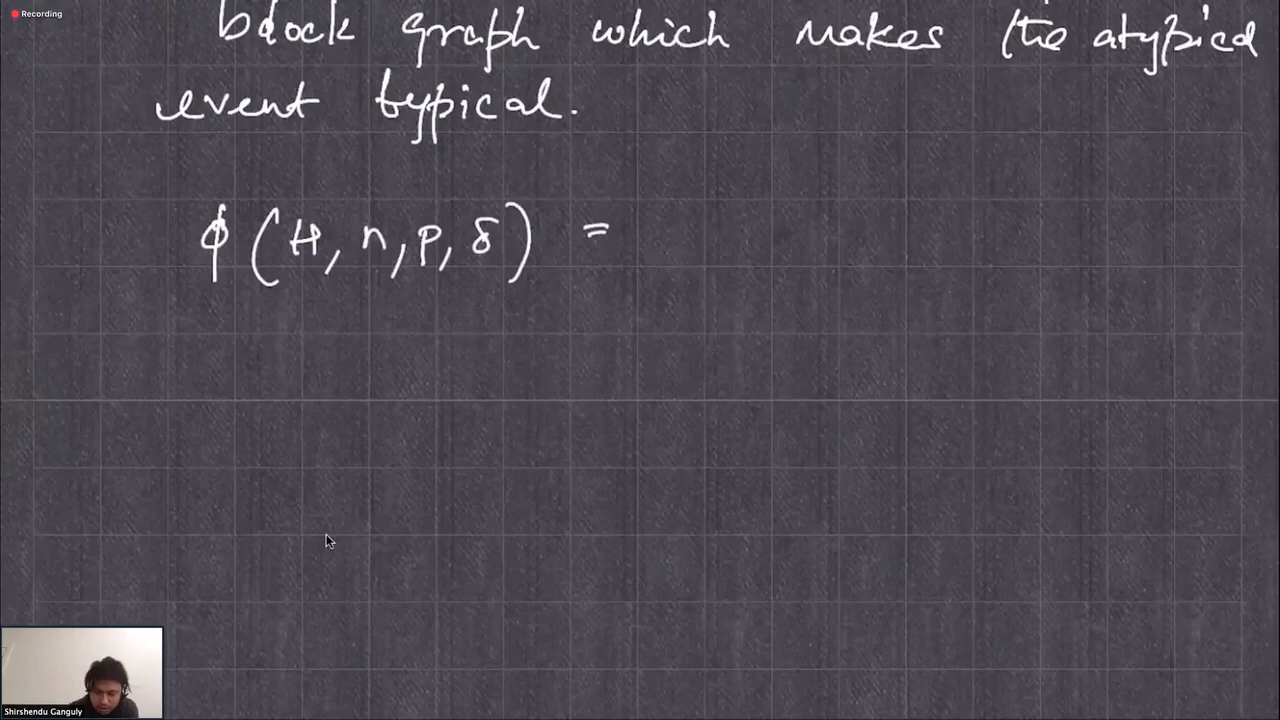 Recording
block graph which makes the atypical
event typical.
ϕ (H, n, p, δ) =
Shirshendu Ganguly